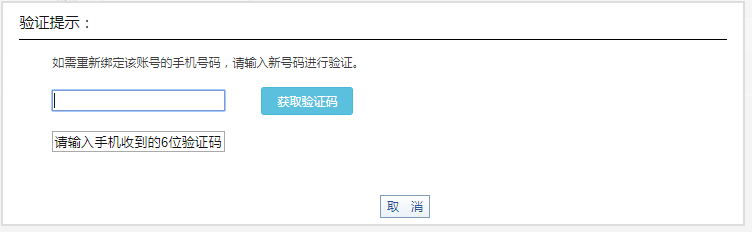 验证提示：
如需重新绑定该账号的手机号码，请输入新号码进行验证。
获取验证码
请输入手机收到的6位验证码
取 消